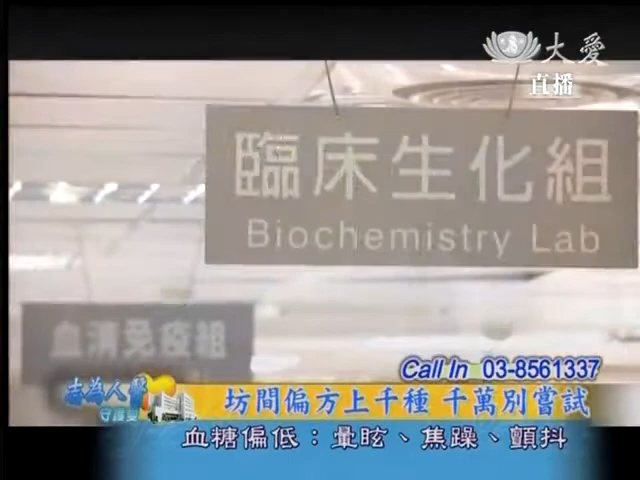 大愛
直播
臨床生化組
Biochemistry Lab
血清免疫組
Call In 03-8561337
志為人醫
守護愛
坊間偏方上千種 千萬別嘗試
血糖偏低：暈眩、焦躁、顫抖